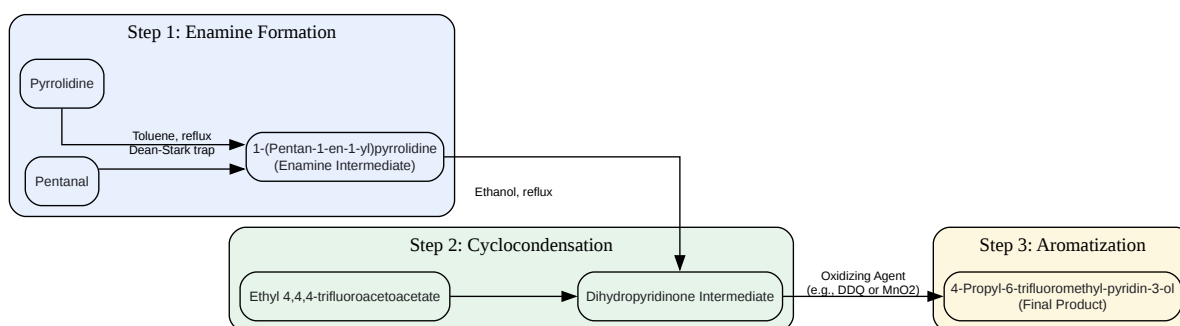 Step 1: Enamine Formation
Pyrrolidine
Toluene, reflux
Dean-Stark trap
1-(Pentan-1-en-1-yl)pyrrolidine
(Enamine Intermediate)
Pentanal
Ethanol, reflux
Step 2: Cyclocondensation
Ethyl 4,4,4-trifluoroacetoacetate
Dihydropyridinone Intermediate
Oxidizing Agent
(e.g., DDQ or MnO2)
Step 3: Aromatization
4-Propyl-6-trifluoromethyl-pyridin-3-ol
(Final Product)